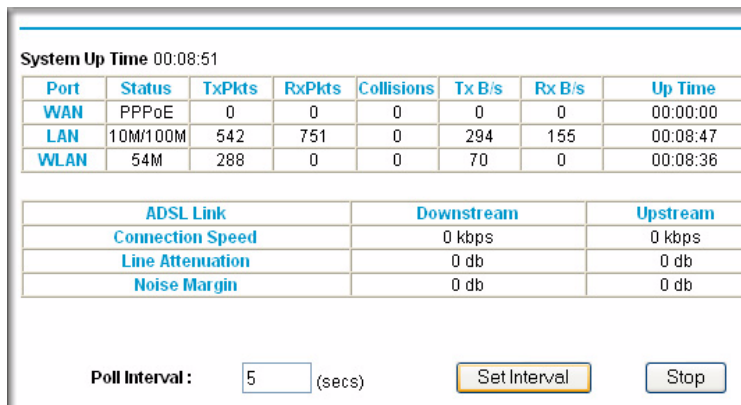 System Up Time 00:08:51
Port Status TxPkts RxPkts Collisions Tx B/s Rx B/s Up Time
WAN PPPoE 0 0 0 0 0 00:00:00
LAN 10M/100M 542 751 0 294 155 00:08:47
WLAN 54M 288 0 0 70 0 00:08:36
ADSL Link Downstream Upstream
Connection Speed 0 kbps 0 kbps
Line Attenuation 0 db 0 db
Noise Margin 0 db 0 db
Poll Interval : 5 (secs) Set Interval Stop